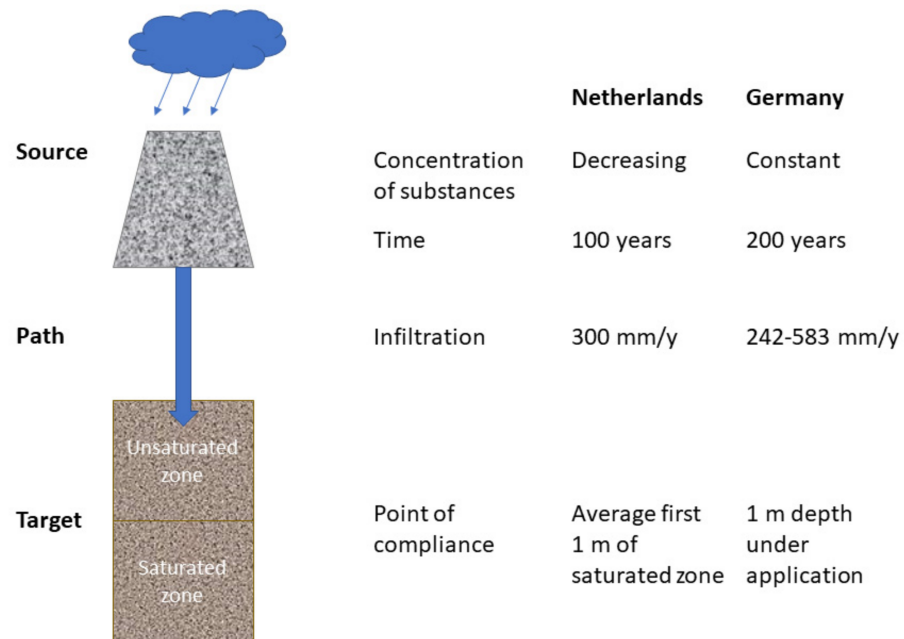 Netherlands Germany
Source
Concentration of substances Decreasing Constant
Time 100 years 200 years
Path
Infiltration 300 mm/y 242-583 mm/y
Unsaturated
zone
Target
Point of
compliance
Average first
1 m of
saturated zone
1 m depth
under
application
Saturated
zone